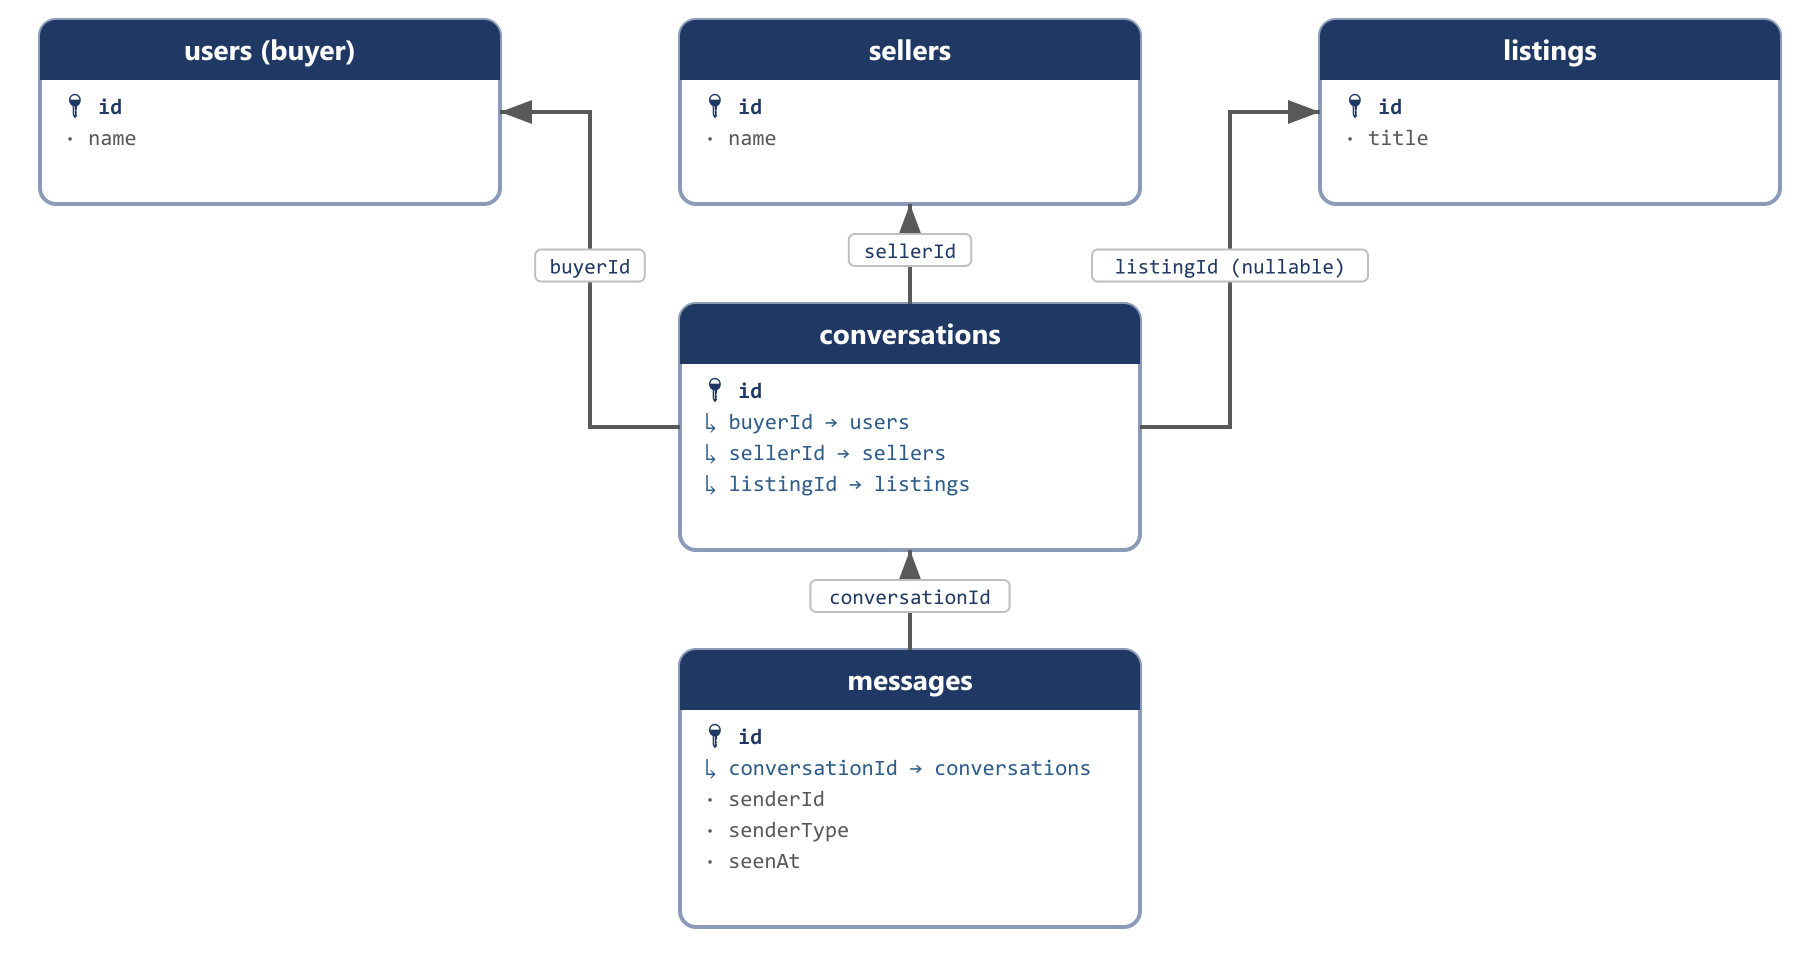 users (buyer)
id
· name
sellers
id
· name
listings
id
· title
buyerId
sellerId
listingId (nullable)
conversations
id
↳ buyerId → users
↳ sellerId → sellers
↳ listingId → listings
conversationId
messages
id
↳ conversationId → conversations
· senderId
· senderType
· seenAt